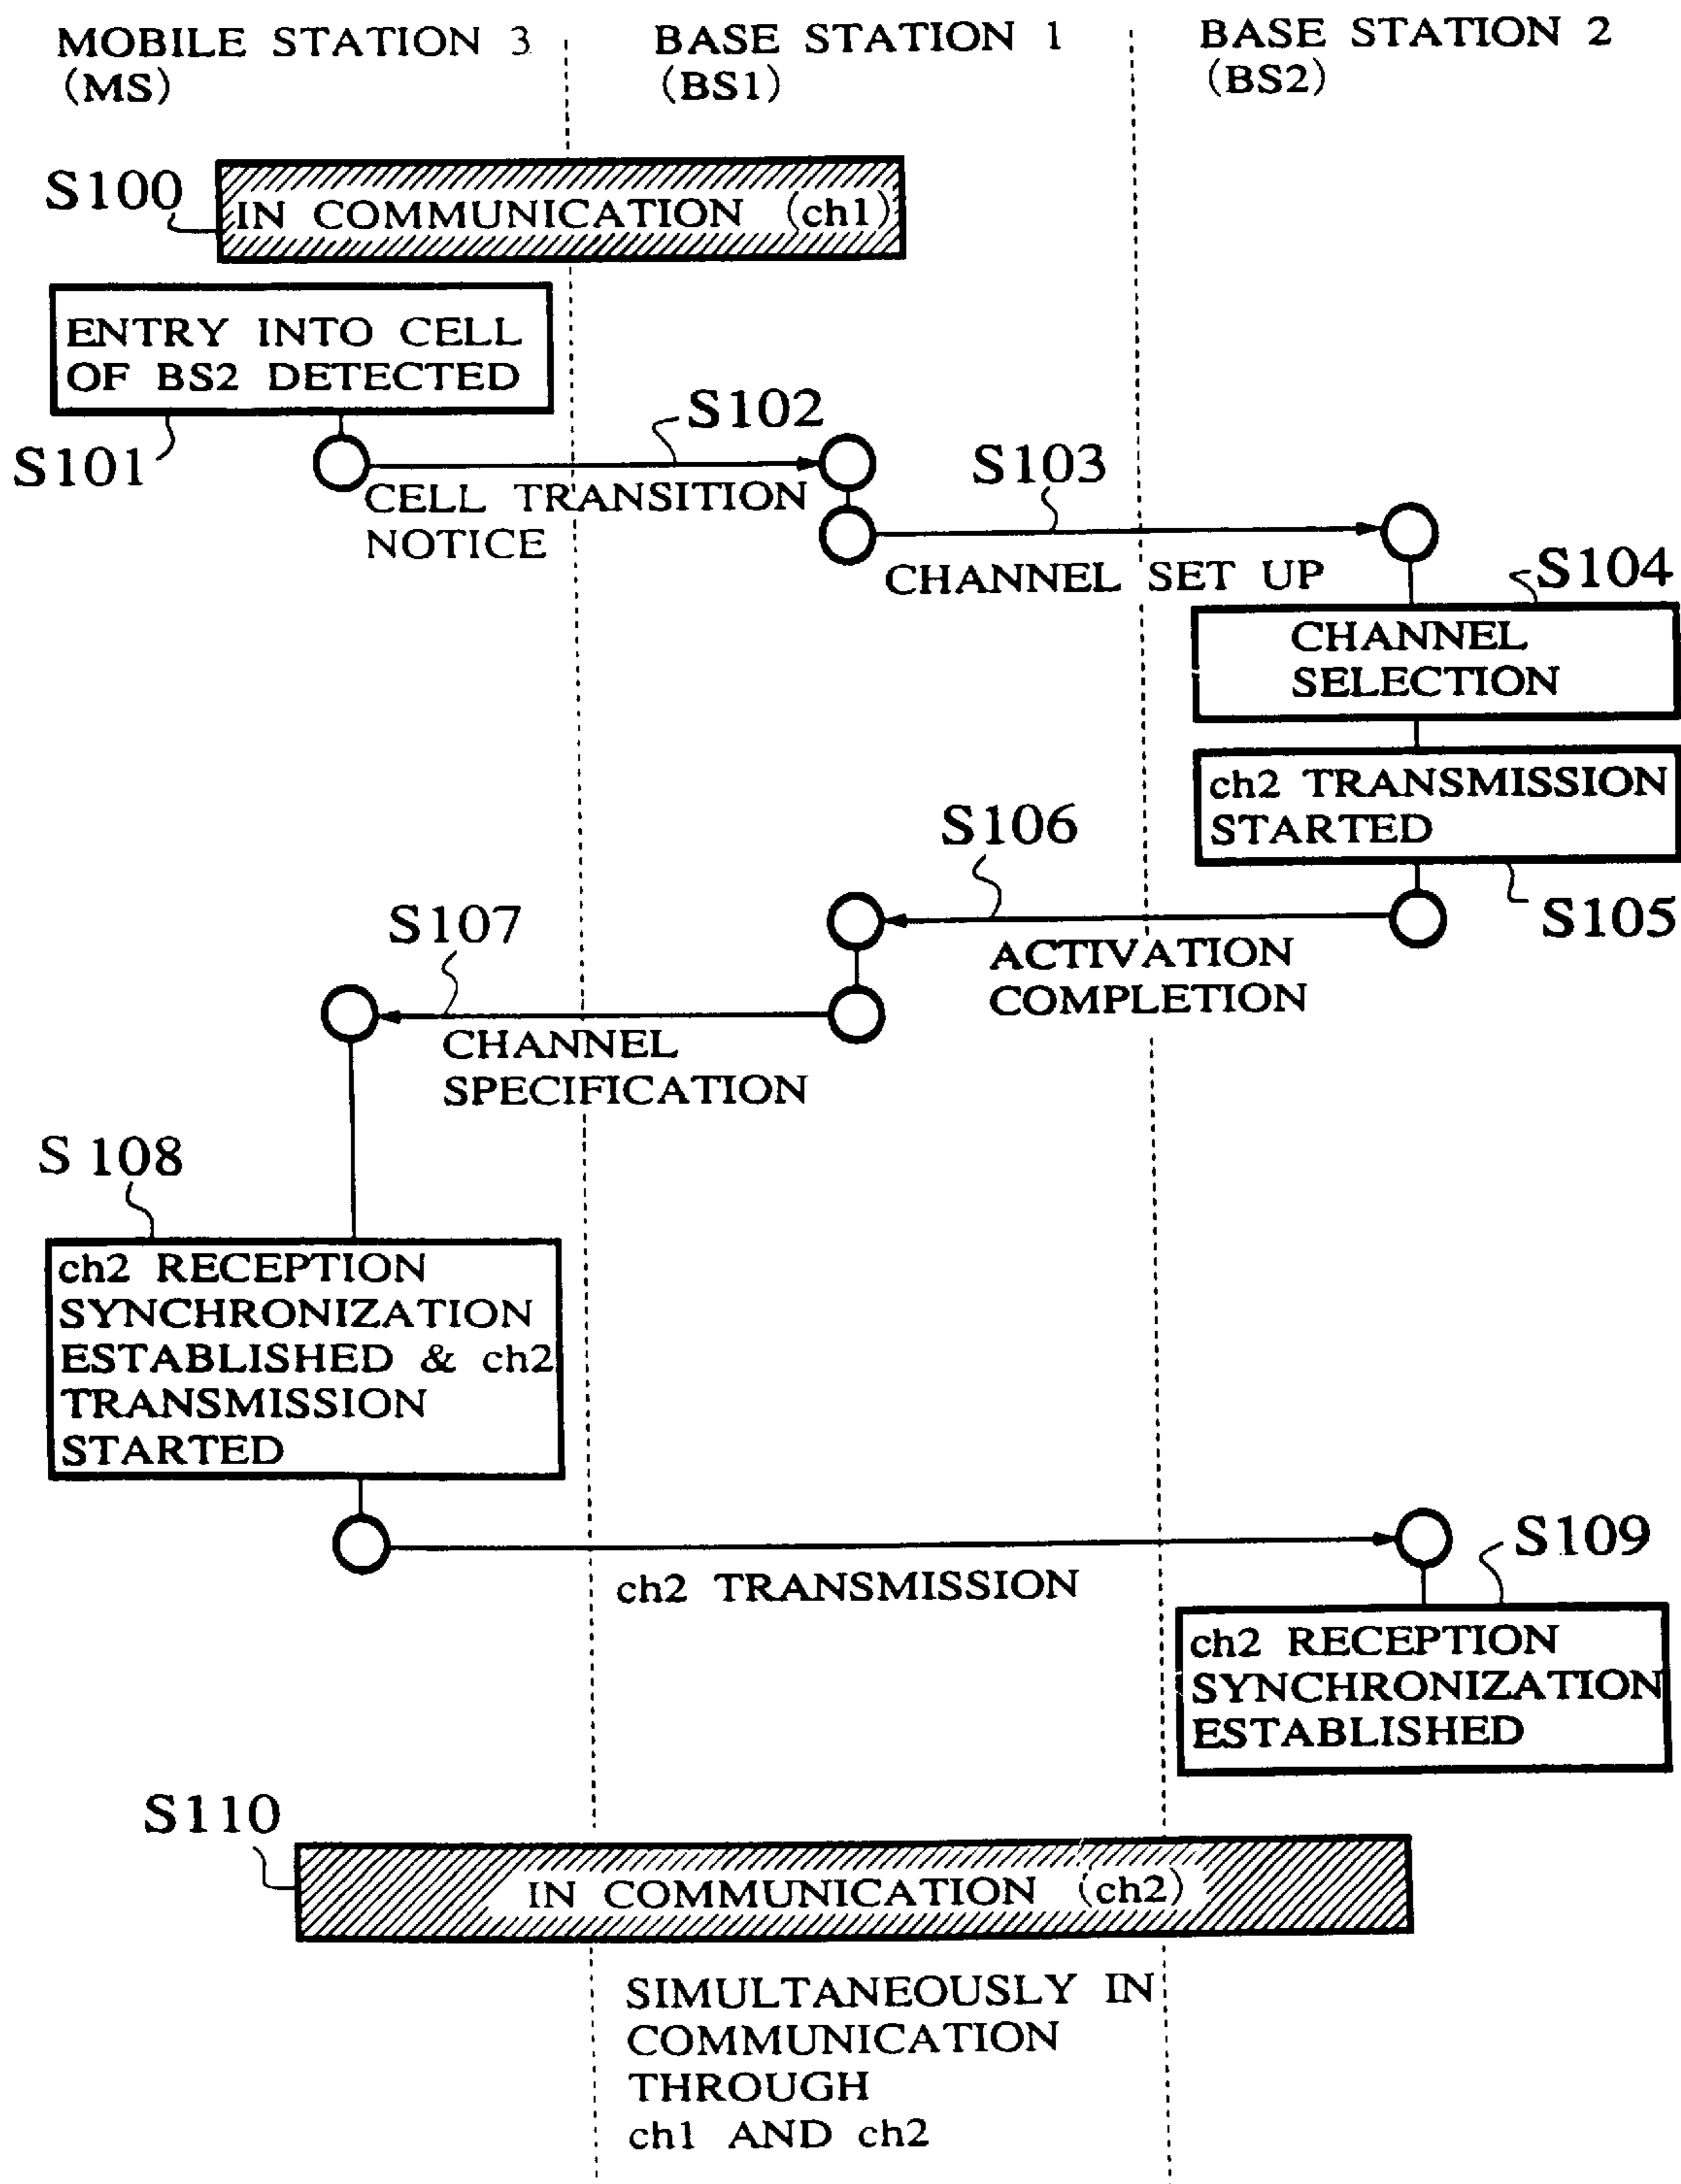 MOBILE STATION 3
(MS)
BASE STATION 1
(BS1)
BASE STATION 2
(BS2)
S100
IN COMMUNICATION (ch1)
ENTRY INTO CELL
OF BS2 DETECTED
S101
S102
CELL TRANSITION
NOTICE
S103
CHANNEL SET UP
S104
CHANNEL
SELECTION
ch2 TRANSMISSION
STARTED
S105
S106
ACTIVATION
COMPLETION
S107
CHANNEL
SPECIFICATION
S 108
ch2 RECEPTION
SYNCHRONIZATION
ESTABLISHED & ch2
TRANSMISSION
STARTED
ch2 TRANSMISSION
S109
ch2 RECEPTION
SYNCHRONIZATION
ESTABLISHED
S110
IN COMMUNICATION (ch2)
SIMULTANEOUSLY IN
COMMUNICATION
THROUGH
ch1 AND ch2